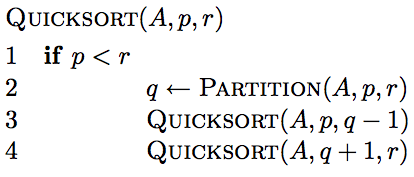 QUICKSORT(A, p, r)
1 if p < r
2 q ← PARTITION(A, p, r)
3 QUICKSORT(A, p, q − 1)
4 QUICKSORT(A, q + 1, r)